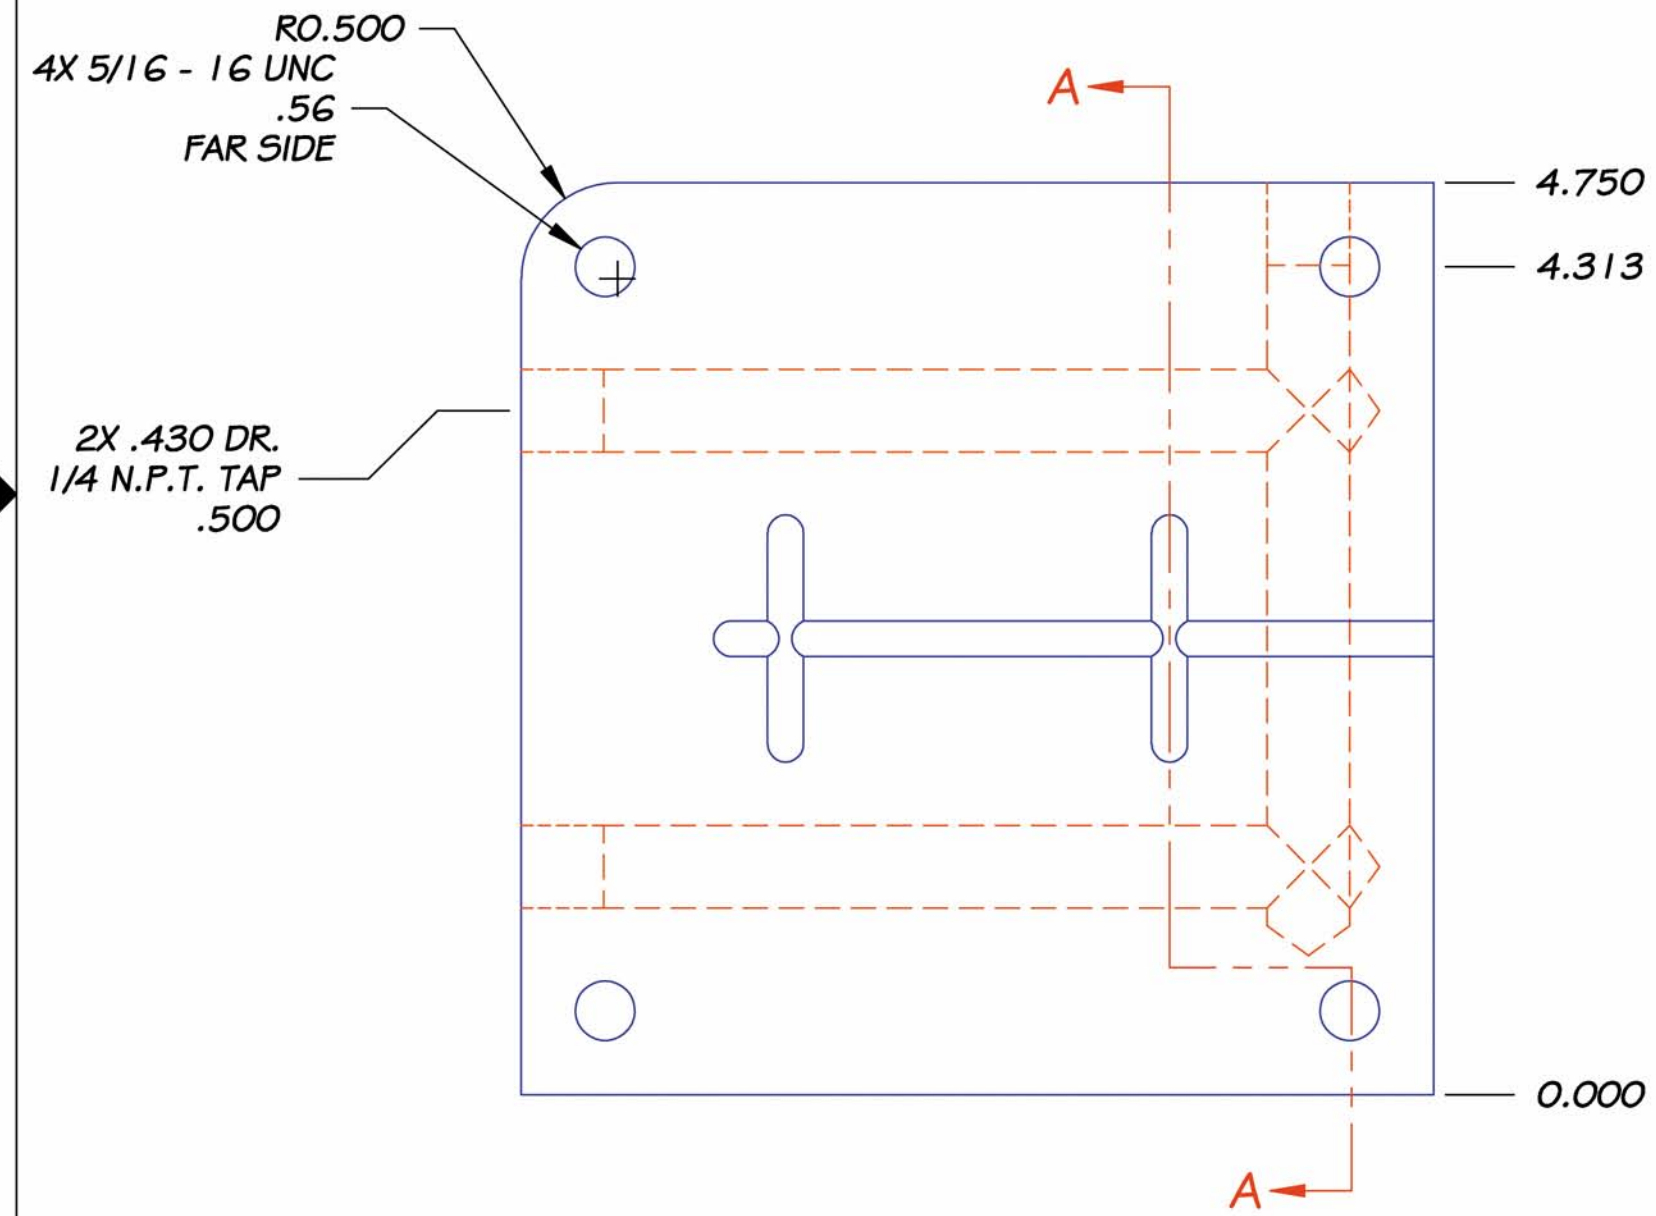 R0.500
4X 5/16 - 16 UNC
.56
FAR SIDE
A
4.750
4.313
2X .430 DR.
1/4 N.P.T. TAP
.500
0.000
A